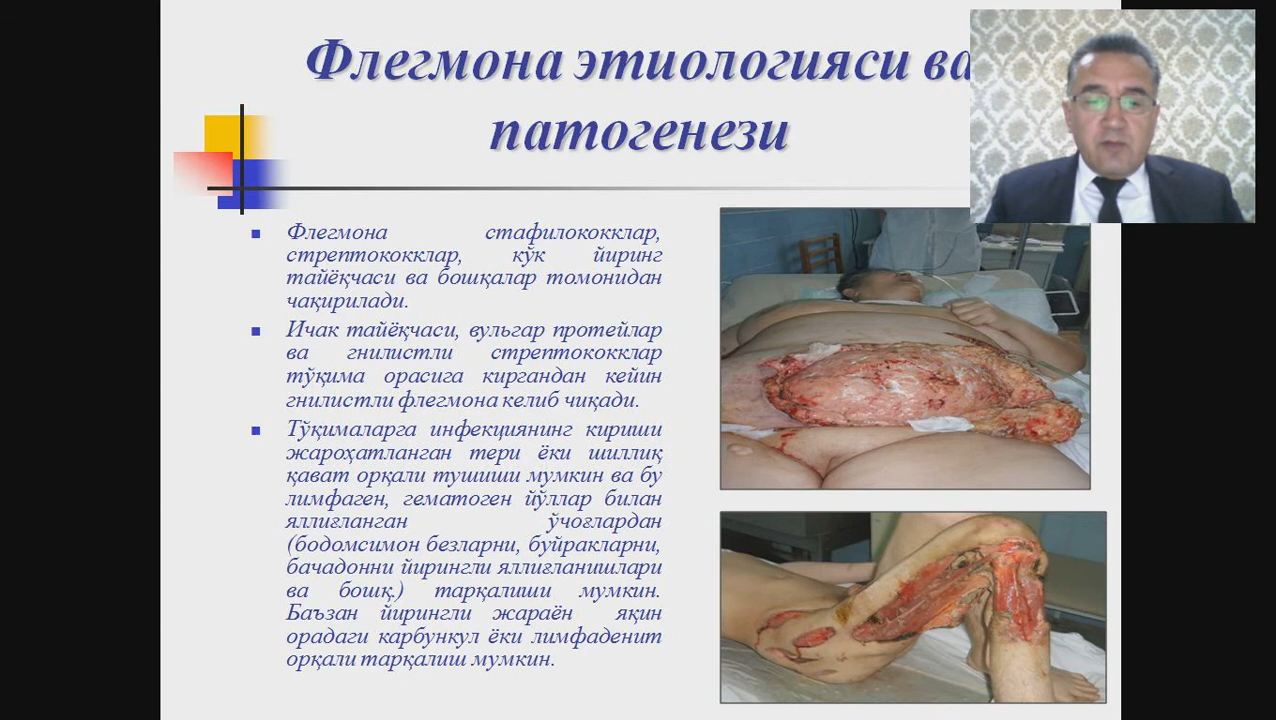 Флегмона этиологияси ва
патогенези
Флегмона стафилококклар,
стрептококклар, кўк йиринг
таёқчаси ва бошқалар томонидан
чақирилади.
Ичак таёқчаси, вульгар протейлар
ва гнилистли стрептококклар
тўқима орасига киргандан кейин
гнилистли флегмона келиб чиқади.
Тўқималарга инфекциянинг кириши
жароҳатланган тери ёки шиллиқ
қават орқали тушиши мумкин ва бу
лимфаген, гематоген йўллар билан
яллиғланган ўчоғлардан
(бодомсимон безларни, буйракларни,
бачадонни йирингли яллиғланишлари
ва бошқ.) тарқалиши мумкин.
Баъзан йирингли жараён яқин
орадаги карбункул ёки лимфаденит
орқали тарқалиш мумкин.